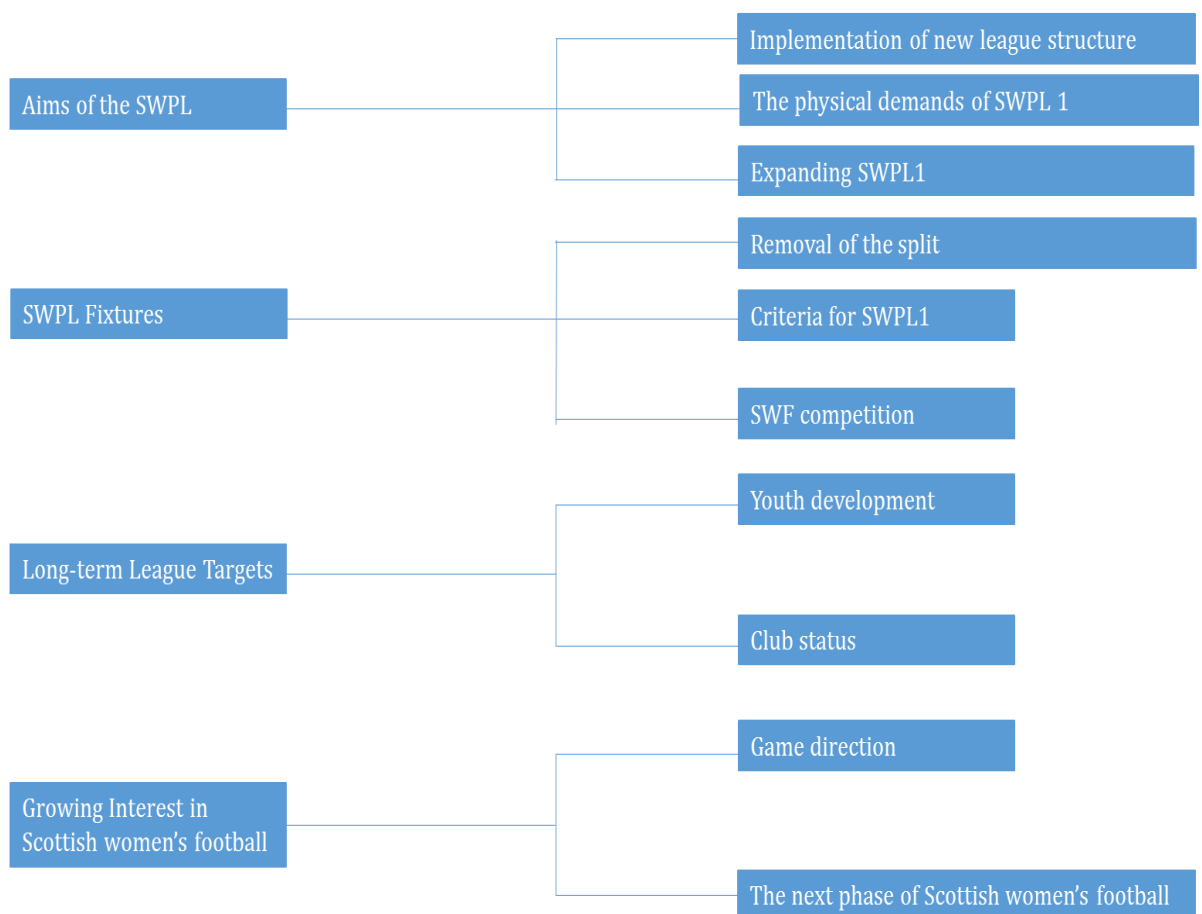 Aims of the SWPL
Implementation of new league structure
The physical demands of SWPL 1
Expanding SWPL1
SWPL Fixtures
Removal of the split
Criteria for SWPL1
SWF competition
Long-term League Targets
Youth development
Club status
Growing Interest in
Scottish women’s football
Game direction
The next phase of Scottish women’s football